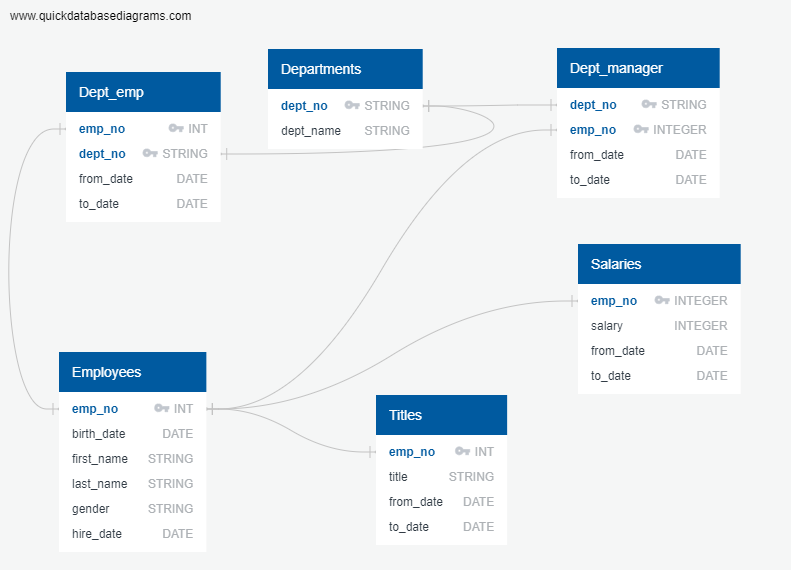 www.quickdatabasediagrams.com
Dept_emp
emp_no INT
dept_no STRING
from_date DATE
to_date DATE
Departments
dept_no STRING
dept_name STRING
Dept_manager
dept_no STRING
emp_no INTEGER
from_date DATE
to_date DATE
Salaries
emp_no INTEGER
salary INTEGER
from_date DATE
to_date DATE
Employees
emp_no INT
birth_date DATE
first_name STRING
last_name STRING
gender STRING
hire_date DATE
Titles
emp_no INT
title STRING
from_date DATE
to_date DATE